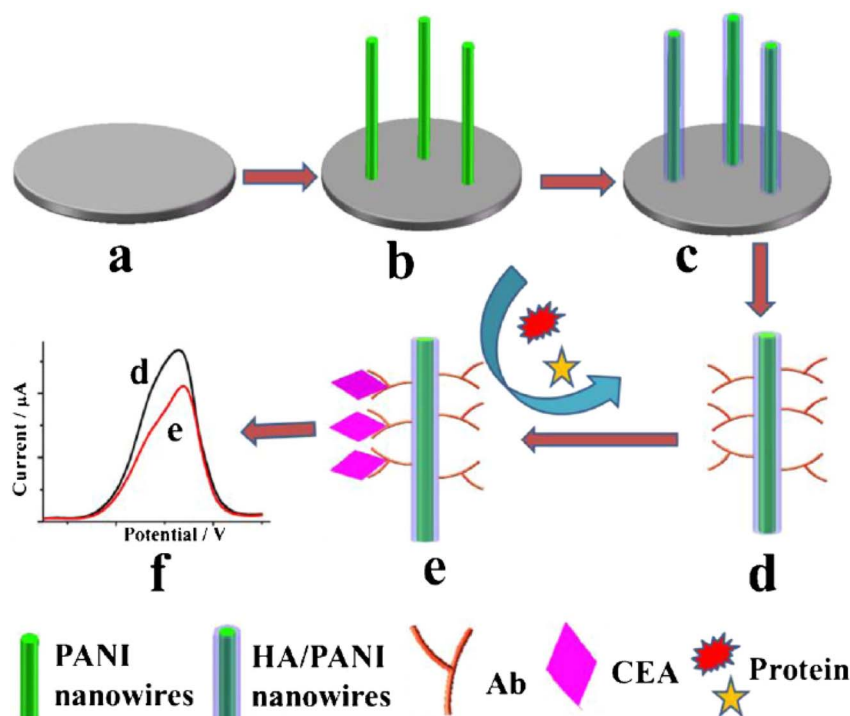 a
b
c
Current / μA
d
e
Potential / V
f
e
d
PANI
nanowires
HA/PANI
nanowires
Ab
CEA
Protein